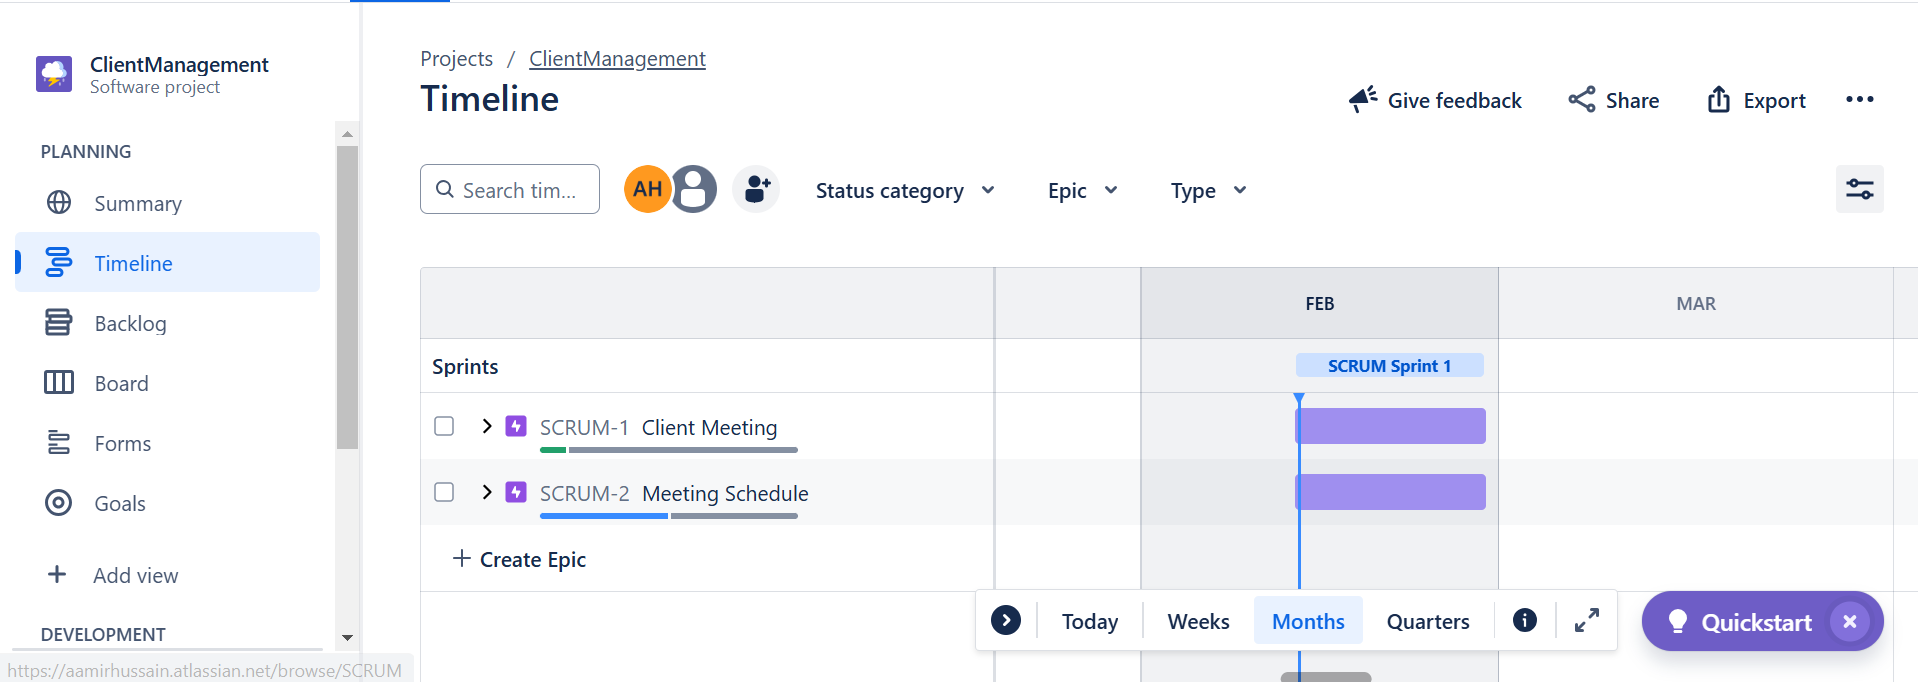 ClientManagement
Software project
PLANNING
Summary
Timeline
Backlog
Board
Forms
Goals
Add view
DEVELOPMENT
https://aamirhussain.atlassian.net/browse/SCRUM
Projects / ClientManagement
Timeline
Give feedback
Share
Export
Search tim...
AH
Status category
Epic
Type
FEB
MAR
Sprints
SCRUM Sprint 1
SCRUM-1 Client Meeting
SCRUM-2 Meeting Schedule
+ Create Epic
Today
Weeks
Months
Quarters
Quickstart